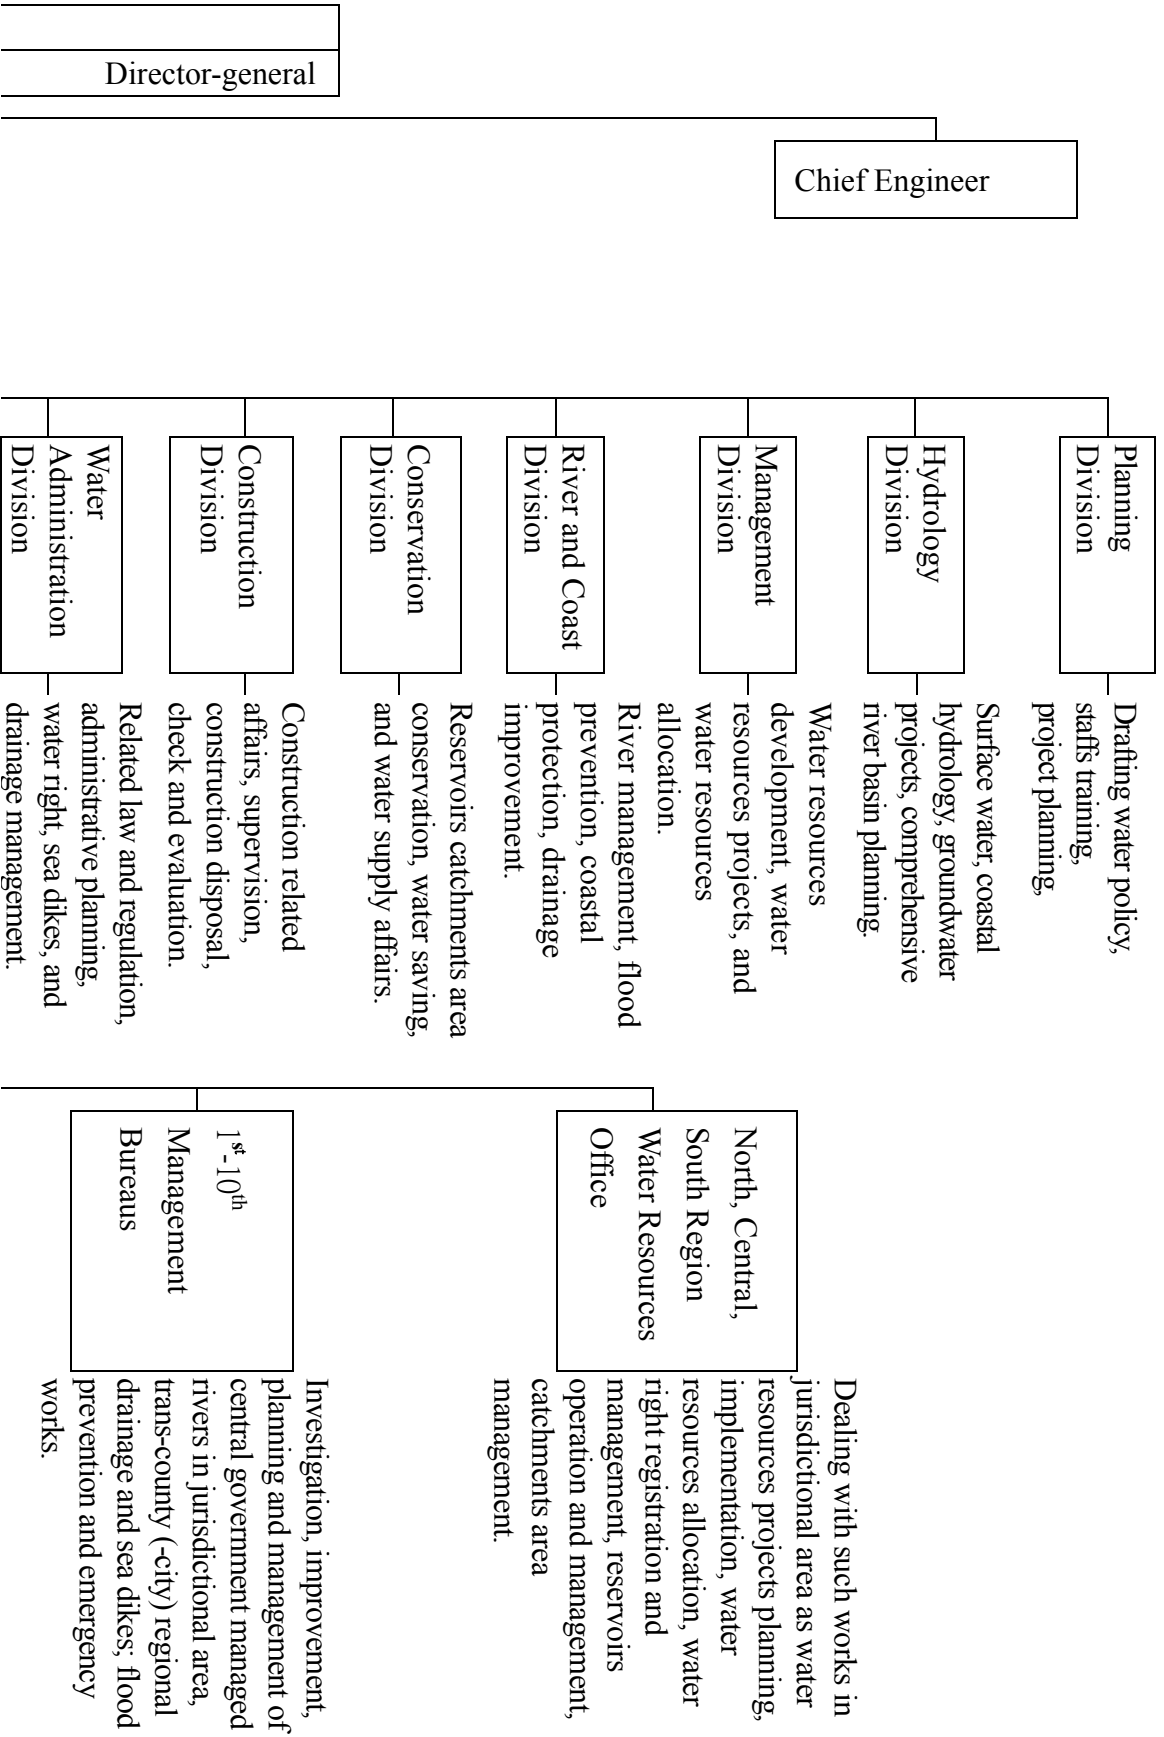 Director-general
Chief Engineer
Planning
Division
Drafting water policy,
staffs training,
project planning,
Hydrology
Division
Surface water, coastal
hydrology, groundwater
projects, comprehensive
river basin planning.
Management
Division
Water resources
development, water
resources projects, and
water resources
allocation.
River and Coast
Division
River management, flood
prevention, coastal
protection, drainage
improvement.
Conservation
Division
Reservoirs catchments area
conservation, water saving,
and water supply affairs.
Construction
Division
Construction related
affairs, supervision,
construction disposal,
check and evaluation.
Water
Administration
Division
Related law and regulation,
administrative planning,
water right, sea dikes, and
drainage management.
North, Central,
South Region
Water Resources
Office
Dealing with such works in
jurisdictional area as water
resources projects planning,
implementation, water
resources allocation, water
right registration and
management, reservoirs
operation and management,
catchments area
management.
1st-10th
Management
Bureaus
Investigation, improvement,
planning and management of
central government managed
rivers in jurisdictional area,
trans-county (-city) regional
drainage and sea dikes; flood
prevention and emergency
works.